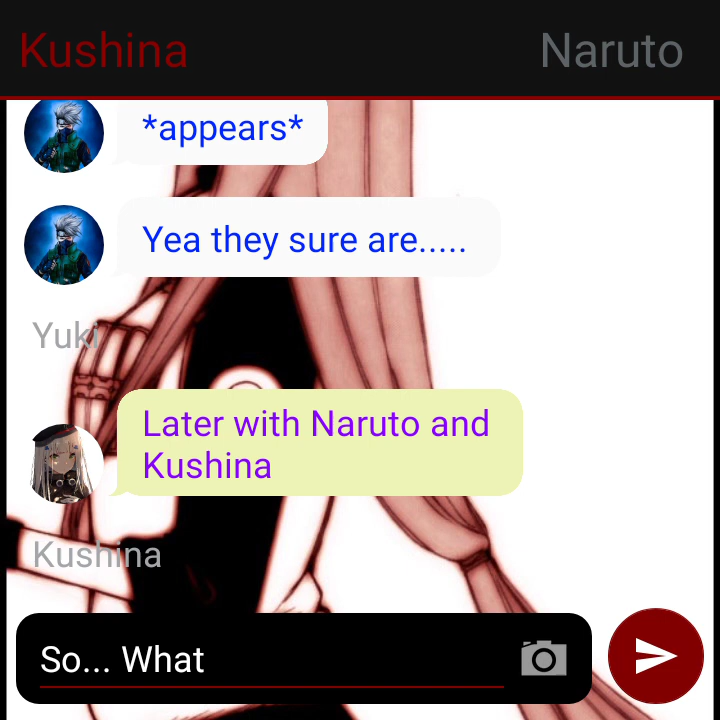 Kushina
Naruto
*appears*
Yea they sure are.....
Yuki
Later with Naruto and
Kushina
Kushina
So... What